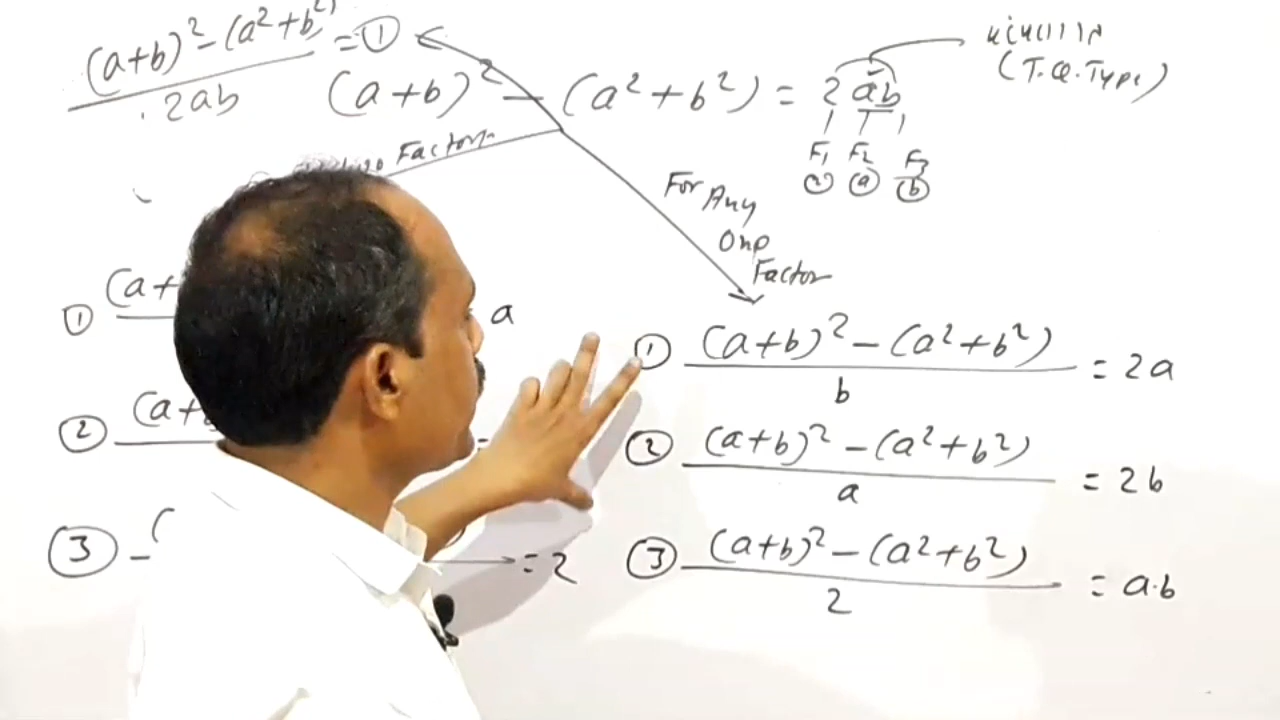 (a+b)² - (a² + b²) / 2ab = ①
(a+b)² - (a² + b²) = 2ab
(T.Q. Type)
F₁ F₂ F₃
② ⓐ ⓑ
Factor
For Any
One
Factor
① (a+ a
② (a+ =
③ ( = 2
① (a+b)² - (a² + b²) / b = 2a
② (a+b)² - (a² + b²) / a = 2b
③ (a+b)² - (a² + b²) / 2 = a·b